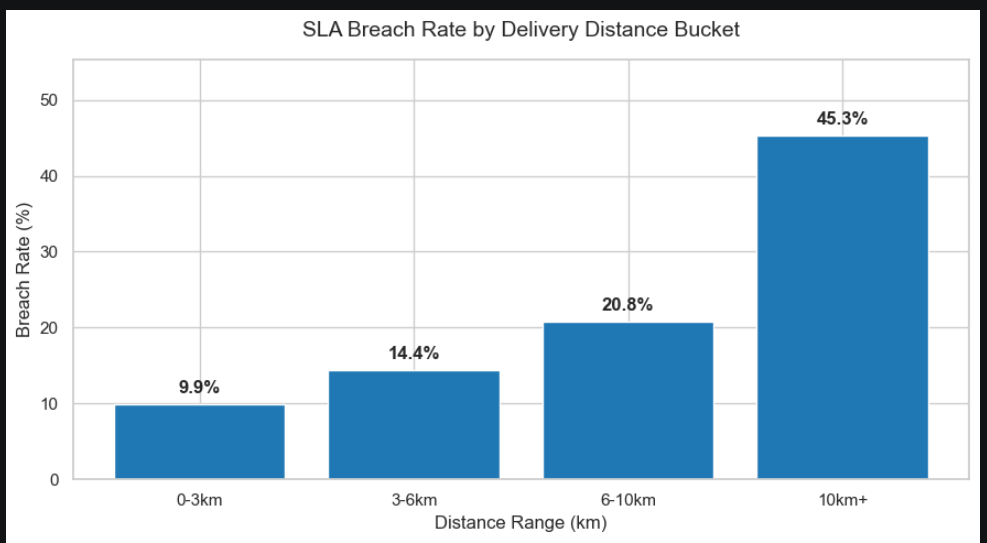 SLA Breach Rate by Delivery Distance Bucket
Breach Rate (%)
50
40
30
20
10
0
45.3%
20.8%
14.4%
9.9%
0-3km 3-6km 6-10km 10km+
Distance Range (km)